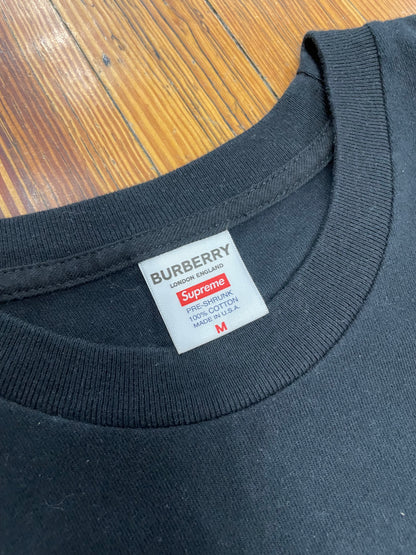 BURBERRY
LONDON ENGLAND
Supreme
PRE-SHRUNK
100% COTTON
MADE IN U.S.A.
M